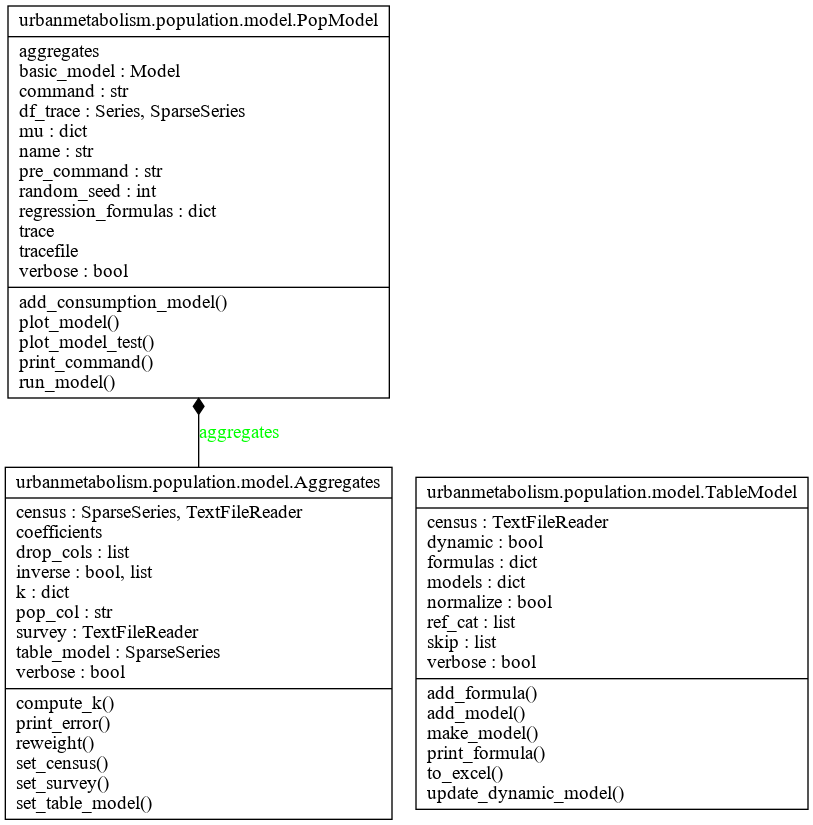 urbanmetabolism.population.model.PopModel
aggregates
basic_model : Model
command : str
df_trace : Series, SparseSeries
mu : dict
name : str
pre_command : str
random_seed : int
regression_formulas : dict
trace
tracefile
verbose : bool
add_consumption_model()
plot_model()
plot_model_test()
print_command()
run_model()
aggregates
urbanmetabolism.population.model.Aggregates
census : SparseSeries, TextFileReader
coefficients
drop_cols : list
inverse : bool, list
k : dict
pop_col : str
survey : TextFileReader
table_model : SparseSeries
verbose : bool
compute_k()
print_error()
reweight()
set_census()
set_survey()
set_table_model()
urbanmetabolism.population.model.TableModel
census : TextFileReader
dynamic : bool
formulas : dict
models : dict
normalize : bool
ref_cat : list
skip : list
verbose : bool
add_formula()
add_model()
make_model()
print_formula()
to_excel()
update_dynamic_model()